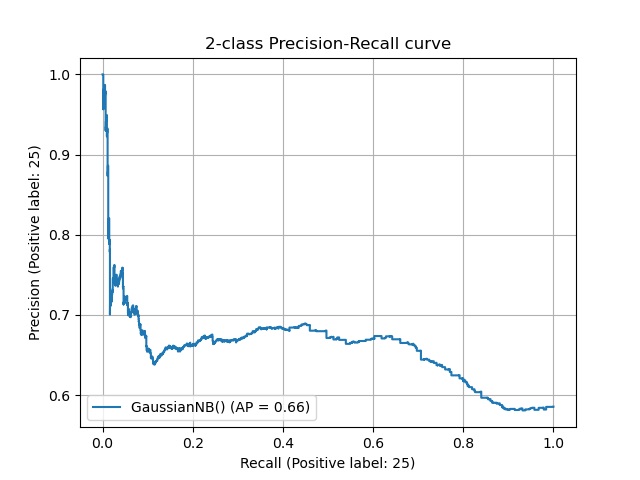 2-class Precision-Recall curve
1.0
0.9
0.8
0.7
0.6
Precision (Positive label: 25)
GaussianNB() (AP = 0.66)
0.0 0.2 0.4 0.6 0.8 1.0
Recall (Positive label: 25)